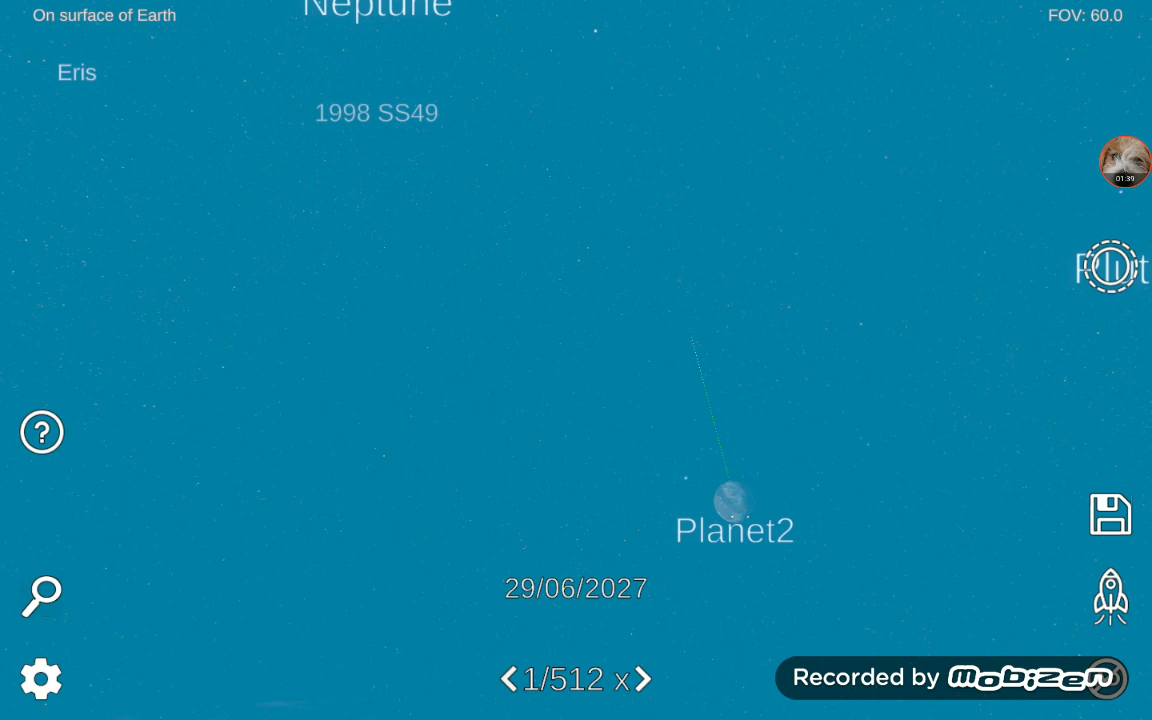 On surface of Earth
FOV: 60.0
Neptune
Eris
1998 SS49
01:39
Planet2
29/06/2027
1/512 x
Recorded by mobizen